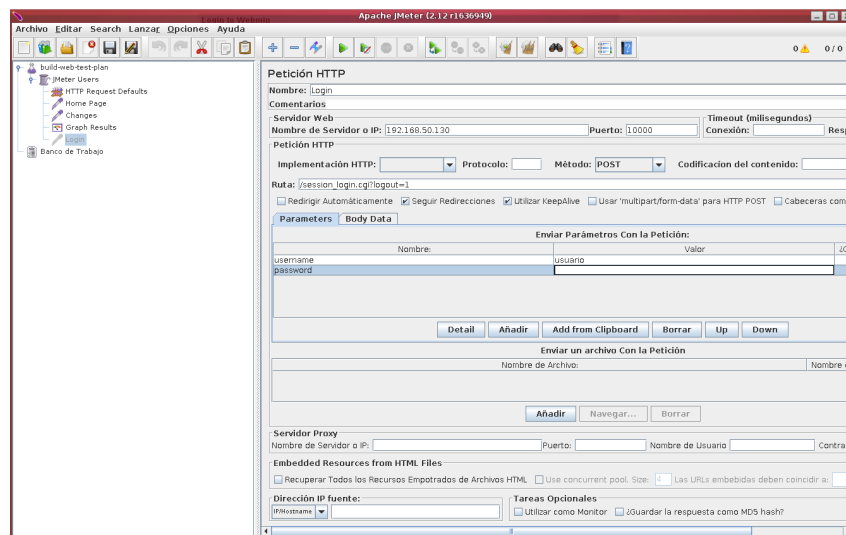 Apache JMeter (2.12 r1636949)
Archivo Editar Search Lanzar Opciones Ayuda
0 0 / 0
build-web-test-plan
JMeter Users
HTTP Request Defaults
Home Page
Changes
Graph Results
Login
Banco de Trabajo
Petición HTTP
Nombre: Login
Comentarios
Servidor Web
Nombre de Servidor o IP: 192.168.50.130 Puerto: 10000
Timeout (milisegundos)
Conexión: Resp
Petición HTTP
Implementación HTTP: Protocolo: Método: POST Codificacion del contenido:
Ruta: /session_login.cgi?logout=1
Redirigir Automáticamente Seguir Redirecciones Utilizar KeepAlive Usar 'multipart/form-data' para HTTP POST Cabeceras com
Parameters Body Data
Enviar Parámetros Con la Petición:
Nombre: Valor ¿C
username usuario
password
Detail Añadir Add from Clipboard Borrar Up Down
Enviar un archivo Con la Petición
Nombre de Archivo: Nombre
Añadir Navegar... Borrar
Servidor Proxy
Nombre de Servidor o IP: Puerto: Nombre de Usuario Contra
Embedded Resources from HTML Files
Recuperar Todos los Recursos Empotrados de Archivos HTML Use concurrent pool. Size: 4 Las URLs embebidas deben coincidir a:
Dirección IP fuente:
IP/Hostname
Tareas Opcionales
Utilizar como Monitor ¿Guardar la respuesta como MD5 hash?